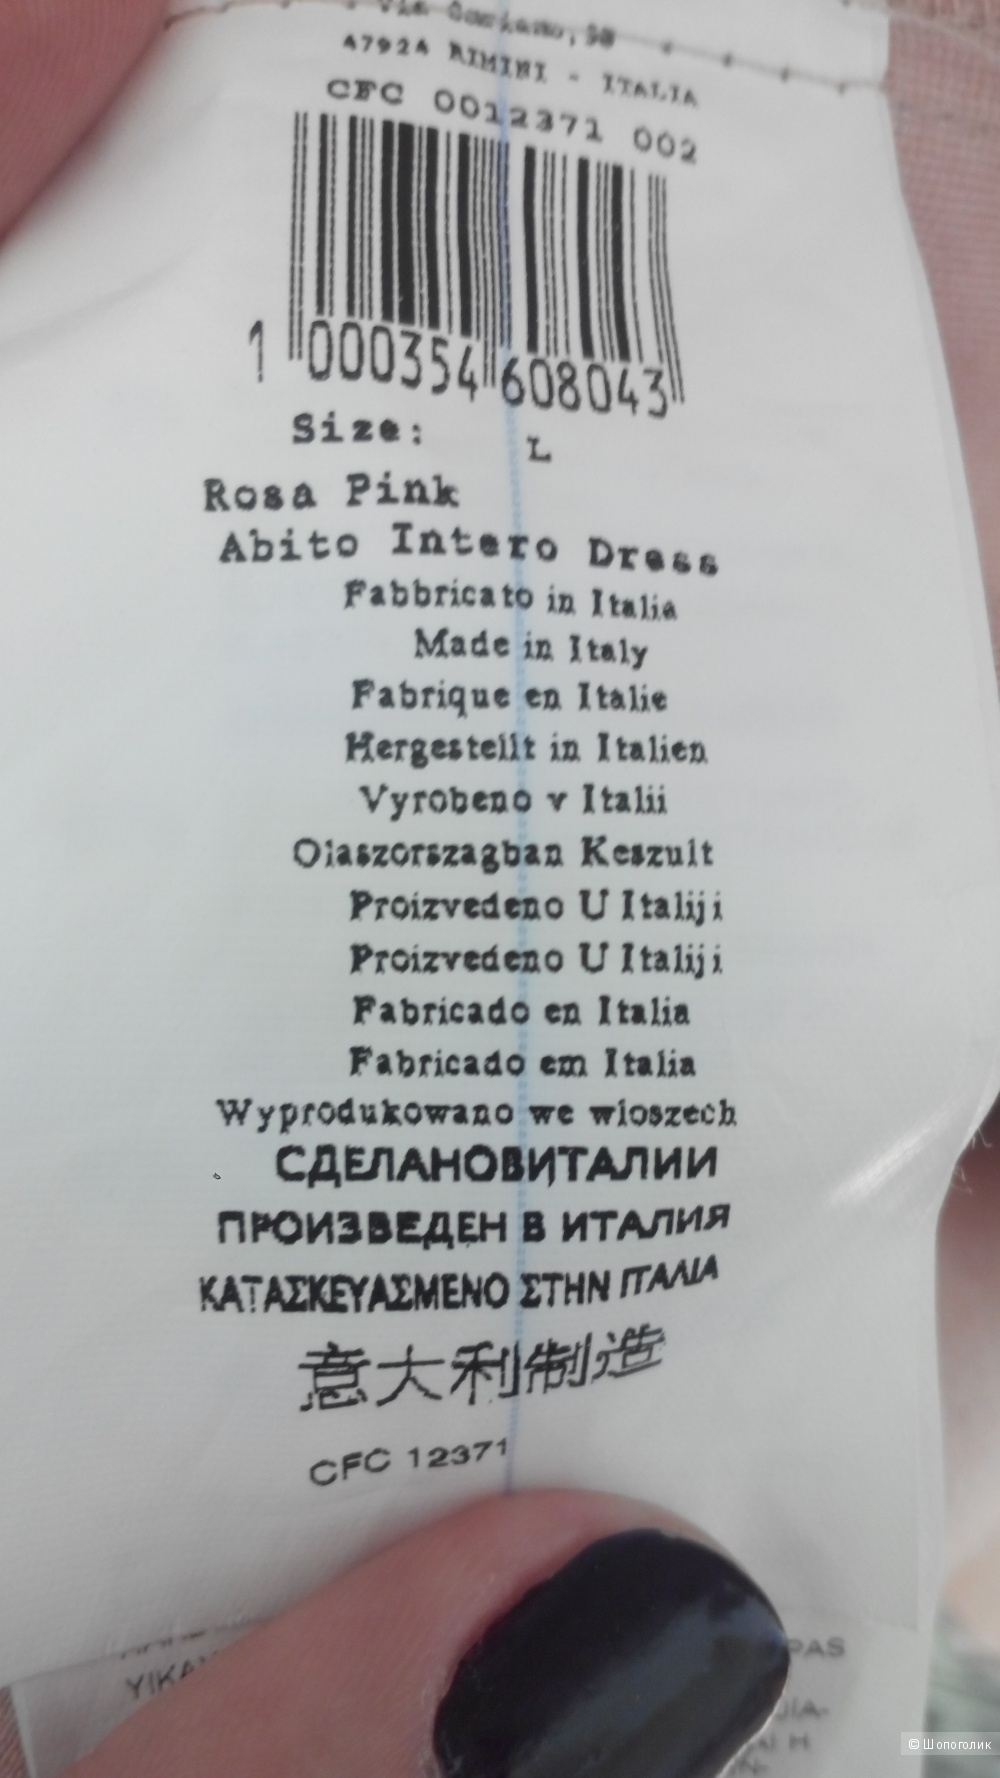 47924 RIMINI - ITALIA
CFC 0012371 002
1 000354 608043
Size: L
Rosa Pink
Abito Intero Dress
Fabbricato in Italia
Made in Italy
Fabrique en Italie
Hergestellt in Italien
Vyrobeno v Italii
Olaszorszagban Keszult
Proizvedeno U Italiji
Proizvedeno U Italiji
Fabricado en Italia
Fabricado em Italia
Wyprodukowano we wloszech
СДЕЛАНОВИТАЛИИ
ПРОИЗВЕДЕН В ИТАЛИЯ
ΚΑΤΑΣΚΕΥΑΣΜΕΝΟ ΣΤΗΝ ΙΤΑΛΙΑ
意大利制造
CFC 12371
© Шопоголик